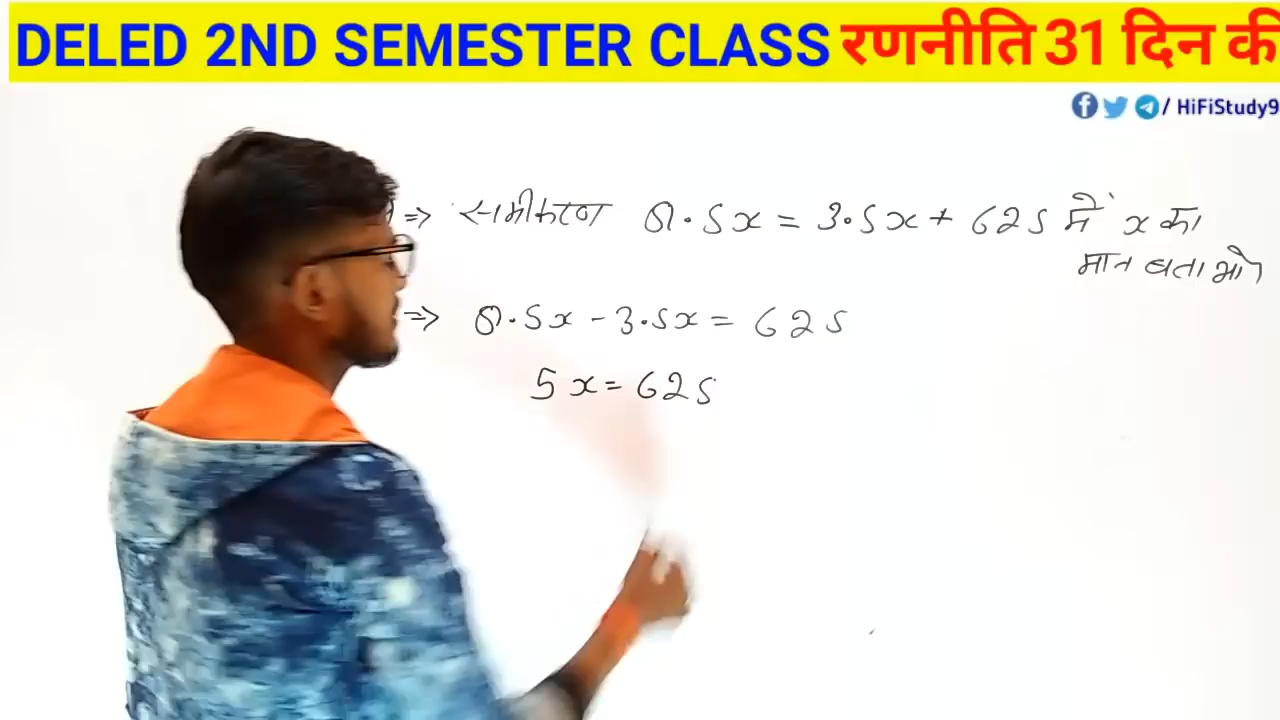 DELED 2ND SEMESTER CLASS रणनीति 31 दिन की
/ HiFiStudy9
⇒ समीकरण 8.5x = 3.5x + 625 में x का
मान बताओ
⇒ 8.5x - 3.5x = 625
5x = 625